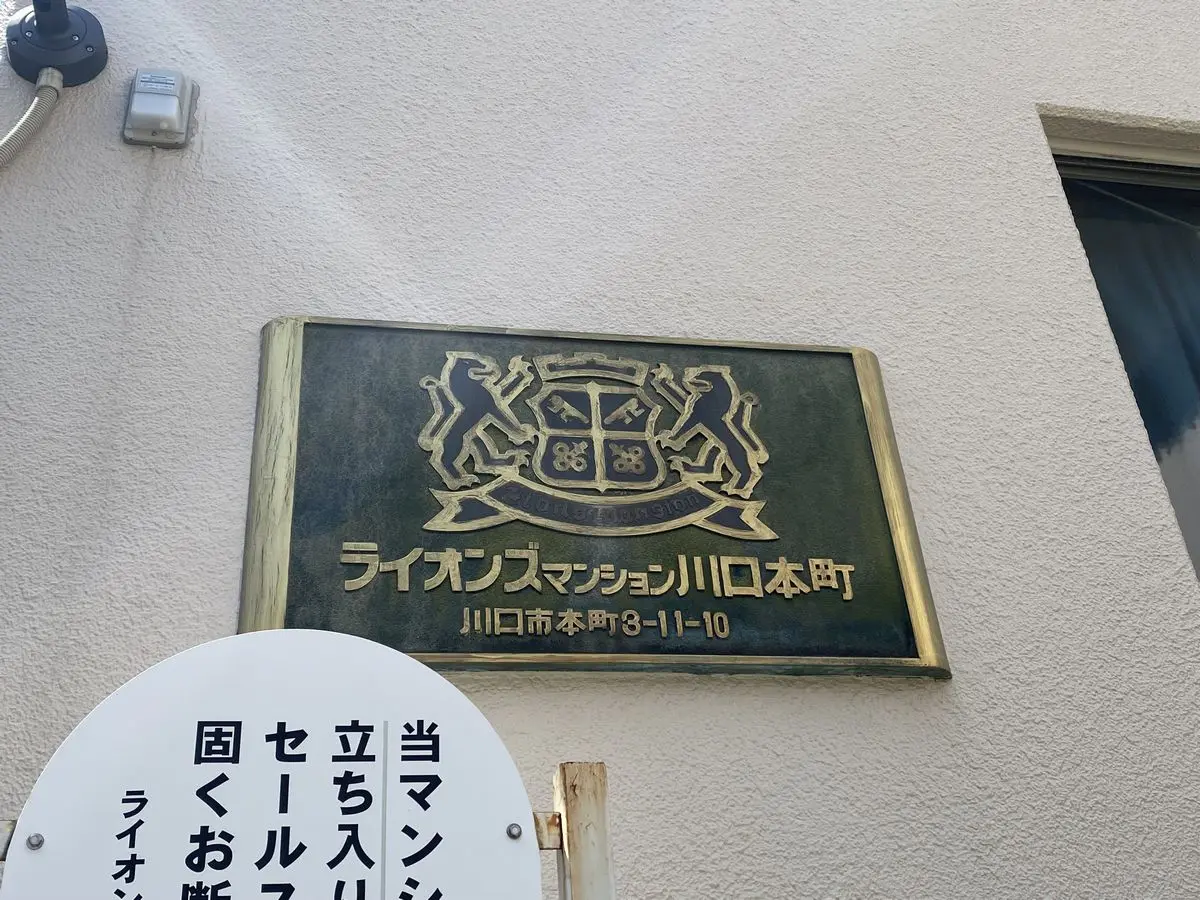 Lions Mansion
ライオンズマンション川口本町
川口市本町3-11-10
当マンシ
立ち入り
セールス
固くお断
ライオン